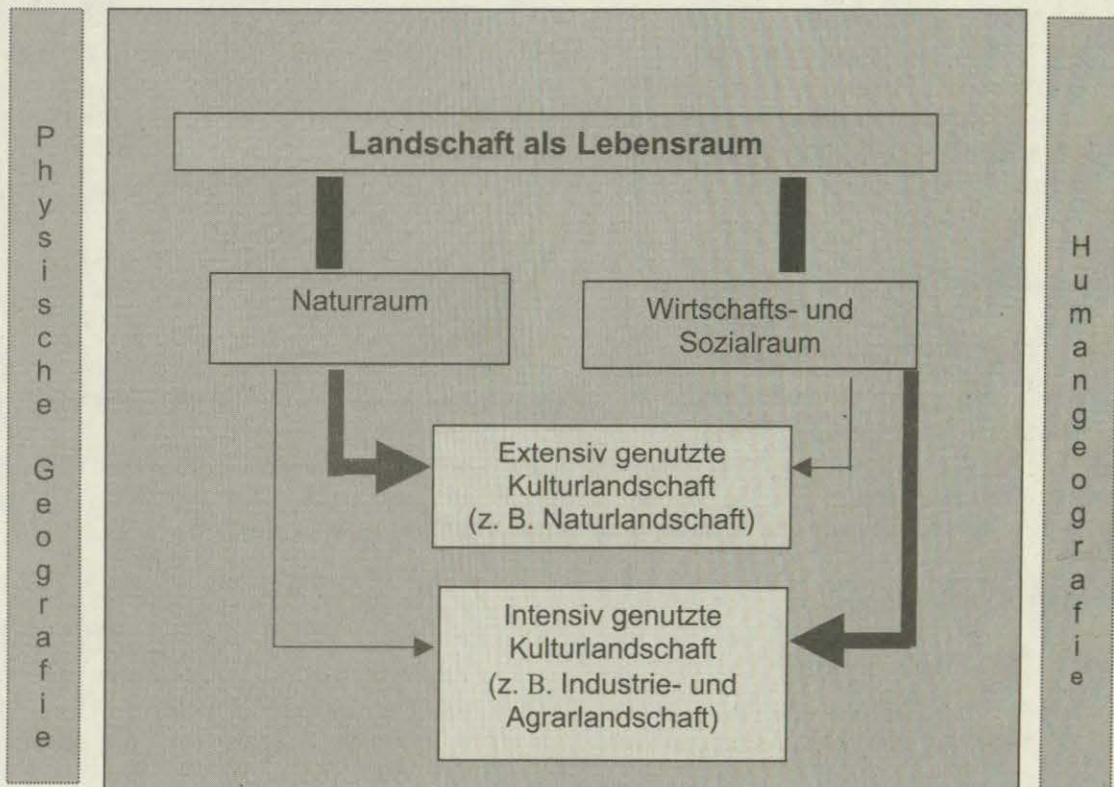 Physische Geografie
Landschaft als Lebensraum
Naturraum
Wirtschafts- und
Sozialraum
Extensiv genutzte
Kulturlandschaft
(z. B. Naturlandschaft)
Intensiv genutzte
Kulturlandschaft
(z. B. Industrie- und
Agrarlandschaft)
Humangeografie